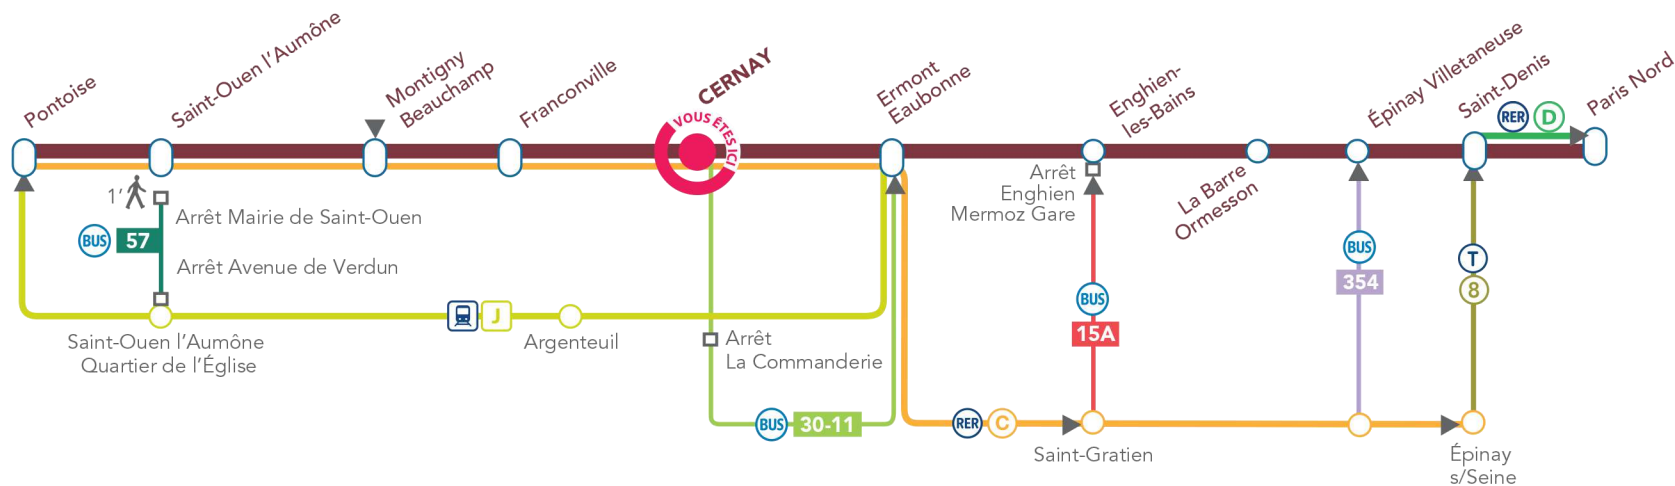 Pontoise
Saint-Ouen l'Aumône
Montigny
Beauchamp
Franconville
CERNAY
VOUS ÊTES ICI
Ermont
Eaubonne
Enghien-
les-Bains
La Barre
Ormesson
Épinay Villetaneuse
Saint-Denis
RER D
Paris Nord
1'
Arrêt Mairie de Saint-Ouen
BUS 57
Arrêt Avenue de Verdun
Saint-Ouen l'Aumône
Quartier de l'Église
J
Argenteuil
Arrêt
La Commanderie
BUS 30-11
Arrêt
Enghien
Mermoz Gare
BUS
15A
BUS
354
T
8
RER C
Saint-Gratien
Épinay
s/Seine